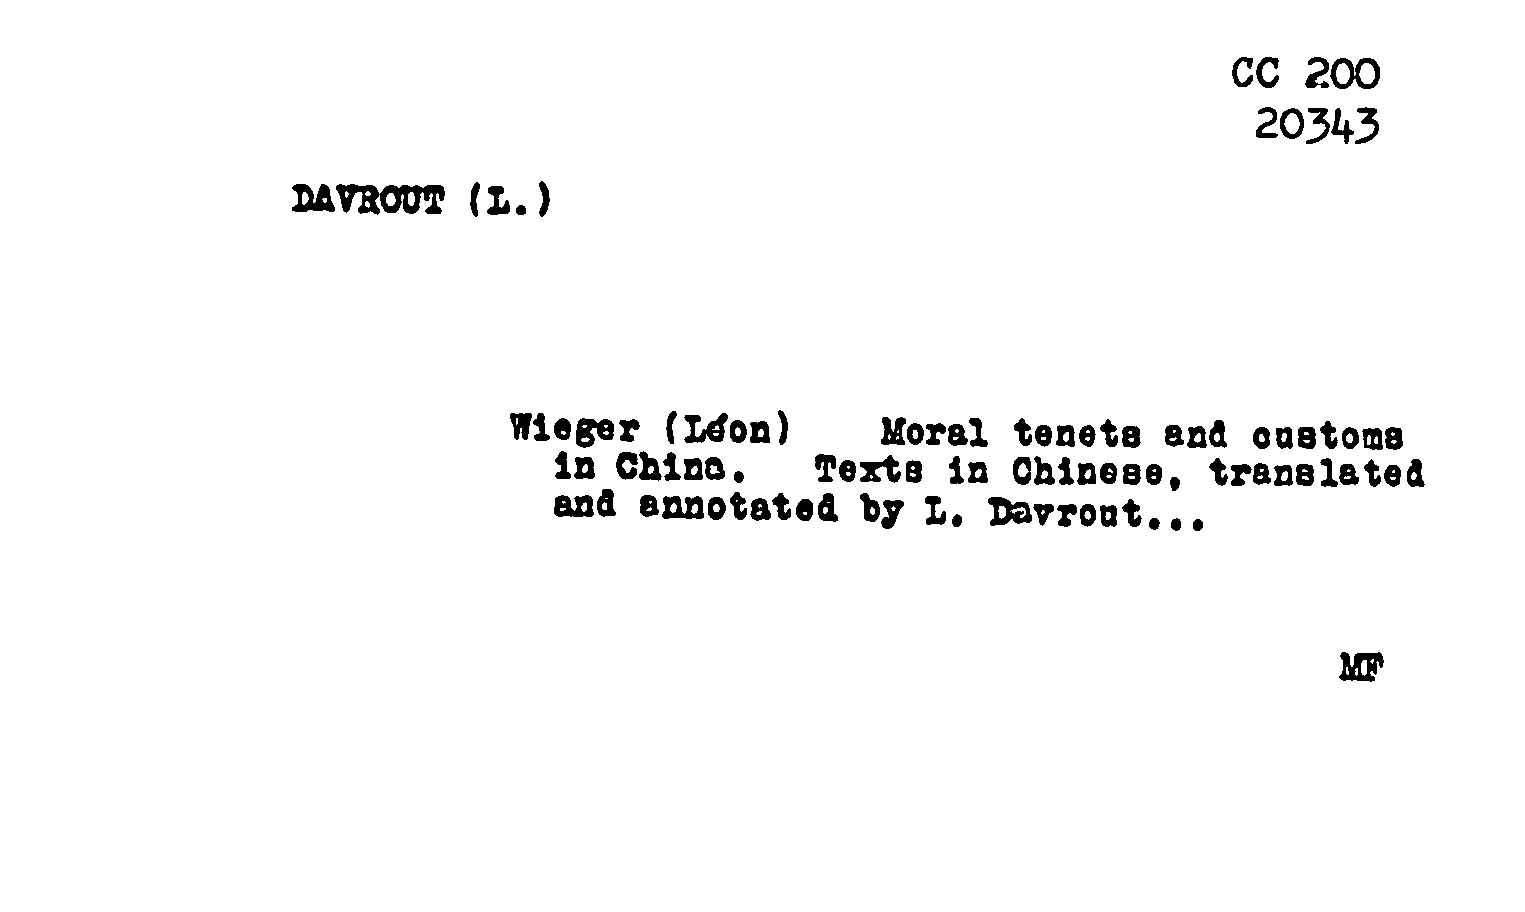 CC 200
20343
DAVROUT (L.)
Wieger (Léon) Moral tenets and customs
in China. Texts in Chinese, translated
and annotated by L. Davrout...
MF